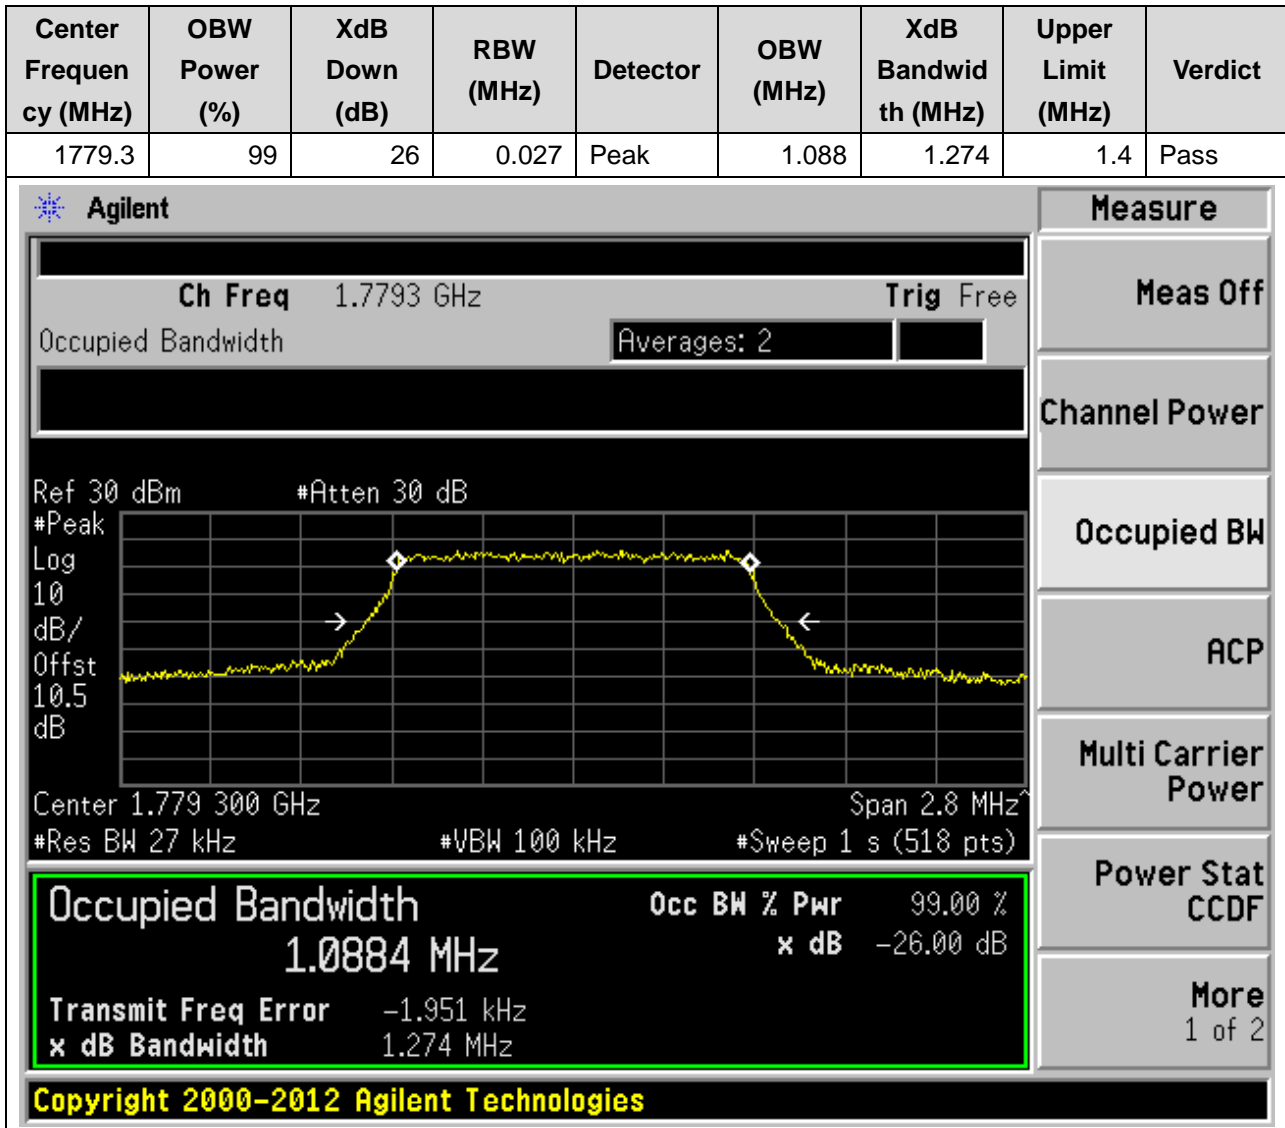 Center Frequen cy (MHz) OBW Power (%) XdB Down (dB) RBW (MHz) Detector OBW (MHz) XdB Bandwid th (MHz) Upper Limit (MHz) Verdict
1779.3 99 26 0.027 Peak 1.088 1.274 1.4 Pass
Agilent
Measure
Ch Freq 1.7793 GHz Trig Free
Meas Off
Occupied Bandwidth Averages: 2
Channel Power
Ref 30 dBm #Atten 30 dB
#Peak
Log
10
dB/
Offst
10.5
dB
Occupied BW
ACP
Center 1.779 300 GHz Span 2.8 MHz^
#Res BW 27 kHz #VBW 100 kHz #Sweep 1 s (518 pts)
Multi Carrier
Power
Occupied Bandwidth Occ BW % Pwr 99.00 %
1.0884 MHz x dB -26.00 dB
Power Stat
CCDF
Transmit Freq Error -1.951 kHz
x dB Bandwidth 1.274 MHz
More
1 of 2
Copyright 2000-2012 Agilent Technologies